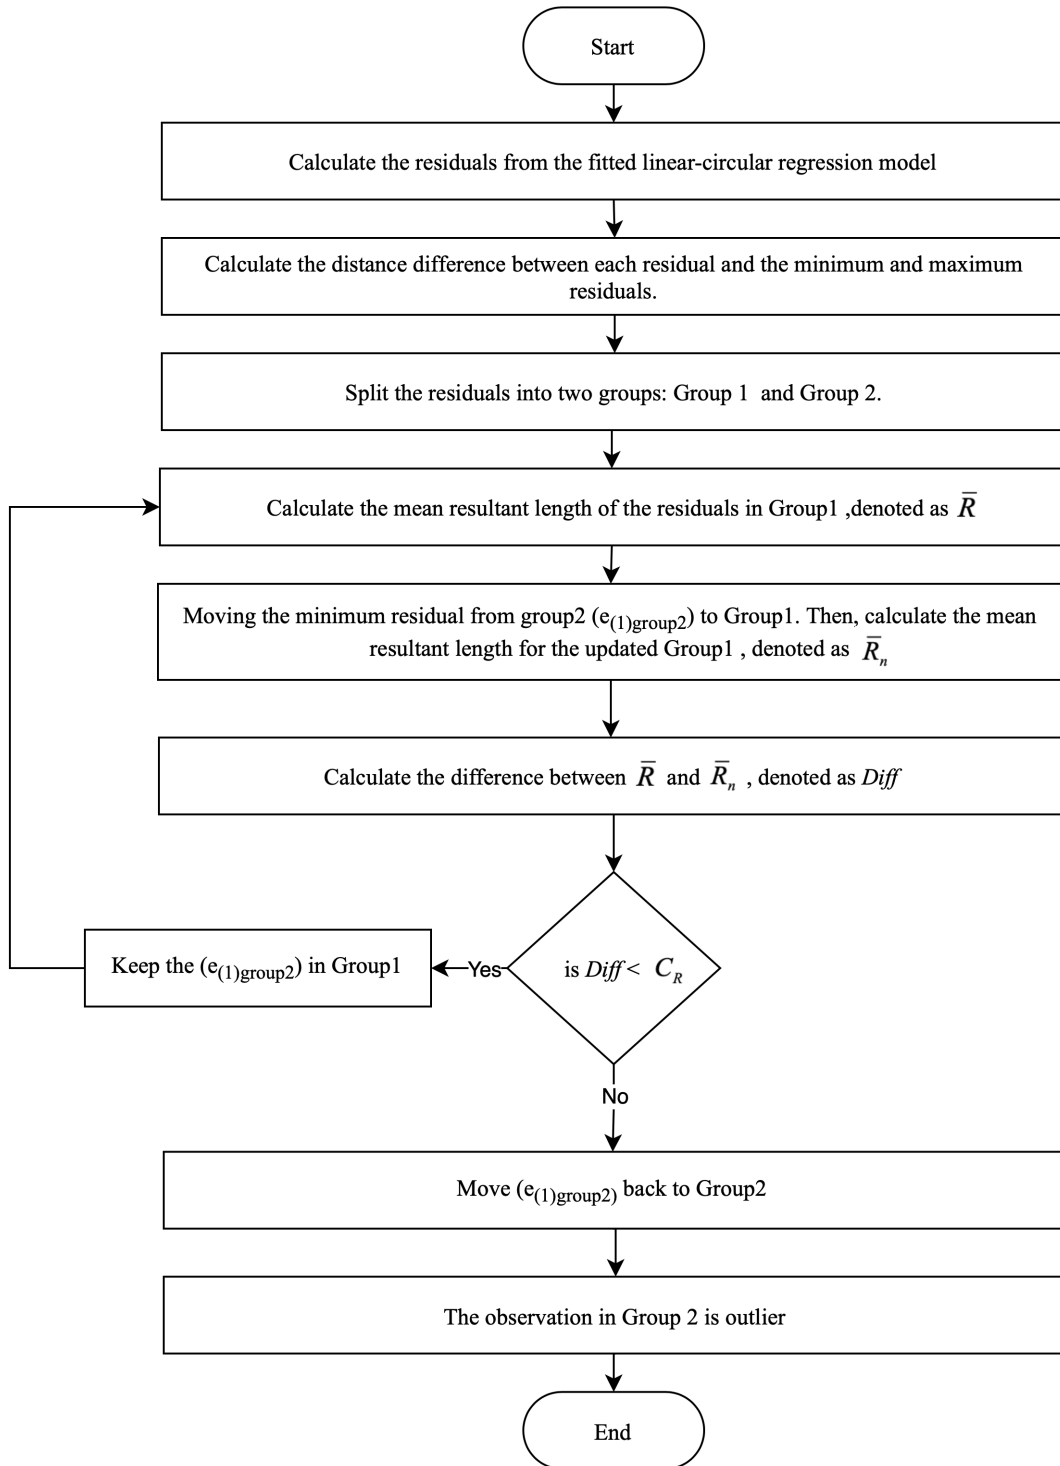 Start
Calculate the residuals from the fitted linear-circular regression model
Calculate the distance difference between each residual and the minimum and maximum
residuals.
Split the residuals into two groups: Group 1 and Group 2.
Calculate the mean resultant length of the residuals in Group1 ,denoted as R̄
Moving the minimum residual from group2 (e(1)group2) to Group1. Then, calculate the mean
resultant length for the updated Group1 , denoted as R̄n
Calculate the difference between R̄ and R̄n , denoted as Diff
is Diff < CR
Yes
Keep the (e(1)group2) in Group1
No
Move (e(1)group2) back to Group2
The observation in Group 2 is outlier
End